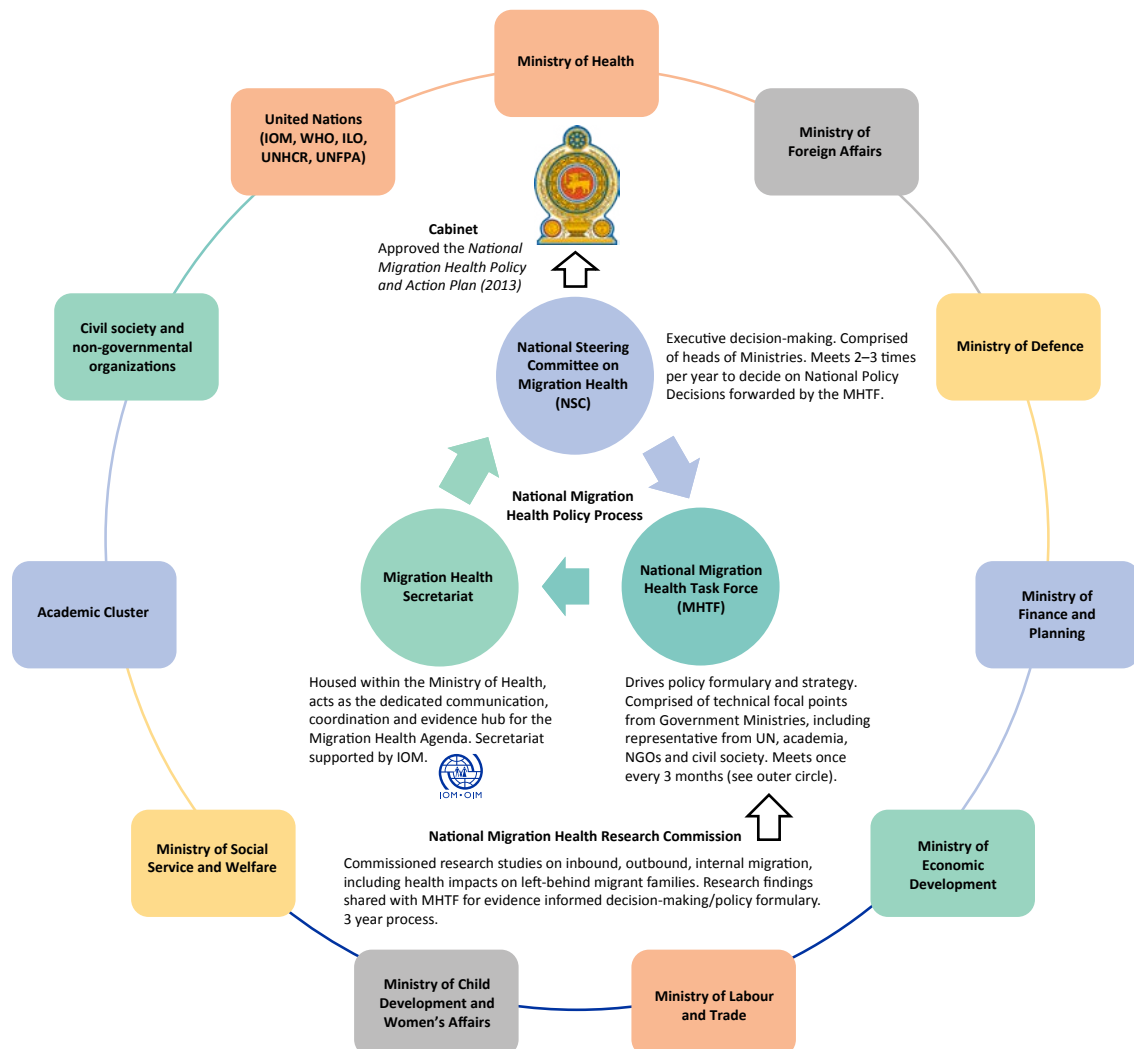 Ministry of Health
United Nations
(IOM, WHO, ILO,
UNHCR, UNFPA)
Ministry of
Foreign Affairs
Cabinet
Approved the National
Migration Health Policy
and Action Plan (2013)
Civil society and
non-governmental
organizations
National Steering
Committee on
Migration Health
(NSC)
Executive decision-making. Comprised
of heads of Ministries. Meets 2–3 times
per year to decide on National Policy
Decisions forwarded by the MHTF.
Ministry of Defence
National Migration
Health Policy Process
Academic Cluster
Migration Health
Secretariat
National Migration
Health Task Force
(MHTF)
Ministry of
Finance and
Planning
Housed within the Ministry of Health,
acts as the dedicated communication,
coordination and evidence hub for the
Migration Health Agenda. Secretariat
supported by IOM.
IOM•OIM
Drives policy formulary and strategy.
Comprised of technical focal points
from Government Ministries, including
representative from UN, academia,
NGOs and civil society. Meets once
every 3 months (see outer circle).
Ministry of Social
Service and Welfare
National Migration Health Research Commission
Commissioned research studies on inbound, outbound, internal migration,
including health impacts on left-behind migrant families. Research findings
shared with MHTF for evidence informed decision-making/policy formulary.
3 year process.
Ministry of
Economic
Development
Ministry of Child
Development and
Women’s Affairs
Ministry of Labour
and Trade